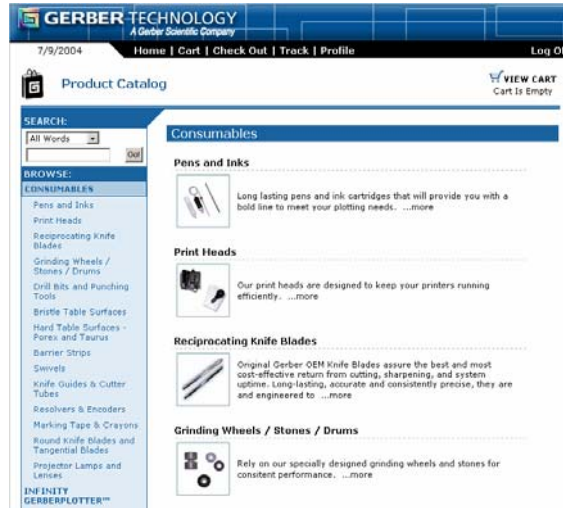 GERBER TECHNOLOGY
A Gerber Scientific Company
7/9/2004
Home | Cart | Check Out | Track | Profile
Log O
Product Catalog
VIEW CART
Cart Is Empty
SEARCH:
All Words
Go!
BROWSE:
CONSUMABLES
Pens and Inks
Print Heads
Reciprocating Knife
Blades
Grinding Wheels /
Stones / Drums
Drill Bits and Punching
Tools
Bristle Table Surfaces
Hard Table Surfaces -
Porex and Taurus
Barrier Strips
Swivels
Knife Guides & Cutter
Tubes
Resolvers & Encoders
Marking Tape & Crayons
Round Knife Blades and
Tangential Blades
Projector Lamps and
Lenses
INFINITY
GERBERPLOTTER™
Consumables
Pens and Inks
Long lasting pens and ink cartridges that will provide you with a
bold line to meet your plotting needs. ...more
Print Heads
Our print heads are designed to keep your printers running
efficiently. ...more
Reciprocating Knife Blades
Original Gerber OEM Knife Blades assure the best and most
cost-effective return from cutting, sharpening, and system
uptime. Long-lasting, accurate and consistently precise, they are
and engineered to ...more
Grinding Wheels / Stones / Drums
Rely on our specially designed grinding wheels and stones for
consitent performance. ...more